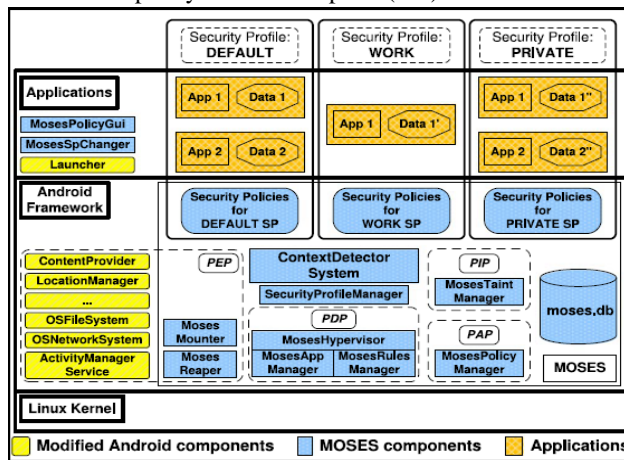 Security Profile: DEFAULT
Security Profile: WORK
Security Profile: PRIVATE
Applications
MosesPolicyGui
MosesSpChanger
Launcher
App 1 Data 1
App 2 Data 2
App 1 Data 1'
App 1 Data 1"
App 2 Data 2"
Android Framework
Security Policies for DEFAULT SP
Security Policies for WORK SP
Security Policies for PRIVATE SP
ContentProvider
LocationManager
...
OSFileSystem
OSNetworkSystem
ActivityManager Service
PEP
Moses Mounter
Moses Reaper
ContextDetector System
SecurityProfileManager
PDP
MosesHypervisor
MosesApp Manager
MosesRules Manager
PIP
MosesTaint Manager
PAP
MosesPolicy Manager
moses.db
MOSES
Linux Kernel
Modified Android components
MOSES components
Applications